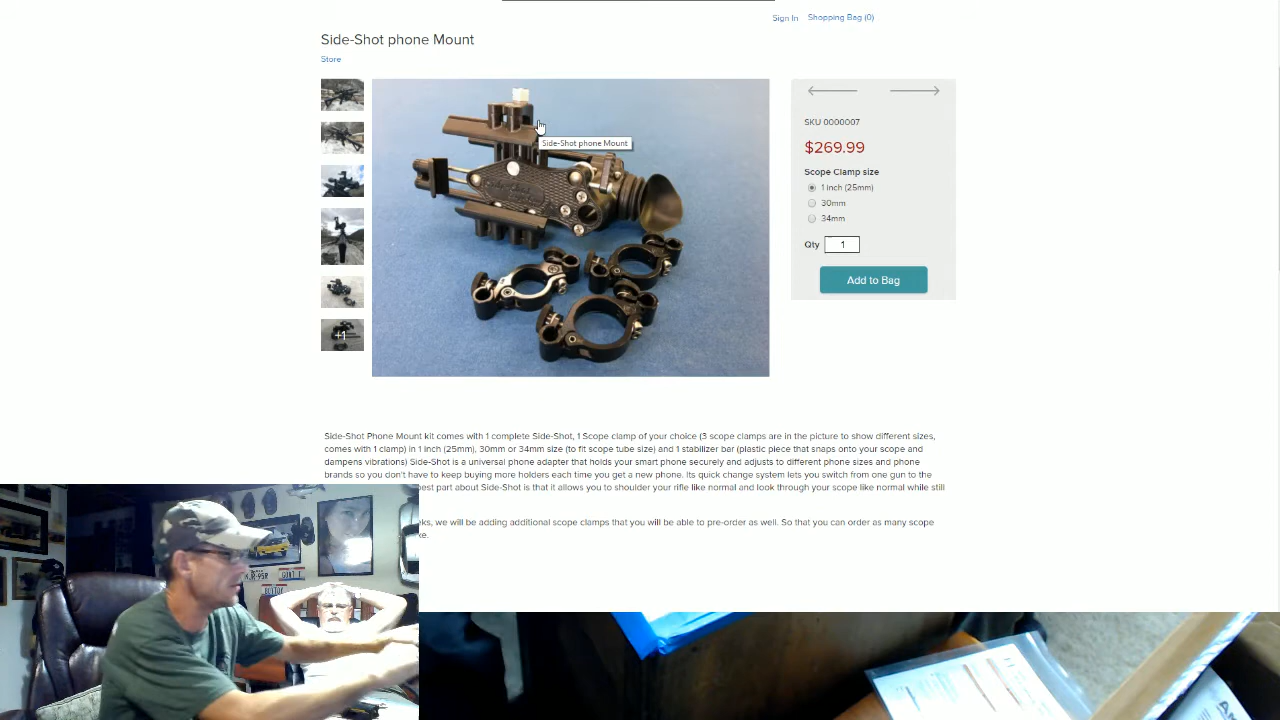 Sign In Shopping Bag (0)
Side-Shot phone Mount
Store
+1
Side-Shot phone Mount
SKU 0000007
$269.99
Scope Clamp size
1 inch (25mm)
30mm
34mm
Qty 1
Add to Bag
Side-Shot Phone Mount kit comes with 1 complete Side-Shot, 1 Scope clamp of your choice (3 scope clamps are in the picture to show different sizes,
comes with 1 clamp) in 1 inch (25mm), 30mm or 34mm size (to fit scope tube size) and 1 stabilizer bar (plastic piece that snaps onto your scope and
dampens vibrations) Side-Shot is a universal phone adapter that holds your smart phone securely and adjusts to different phone sizes and phone
brands so you don't have to keep buying more holders each time you get a new phone. Its quick change system lets you switch from one gun to the
part about Side-Shot is that it allows you to shoulder your rifle like normal and look through your scope like normal while still
we will be adding additional scope clamps that you will be able to pre-order as well. So that you can order as many scope